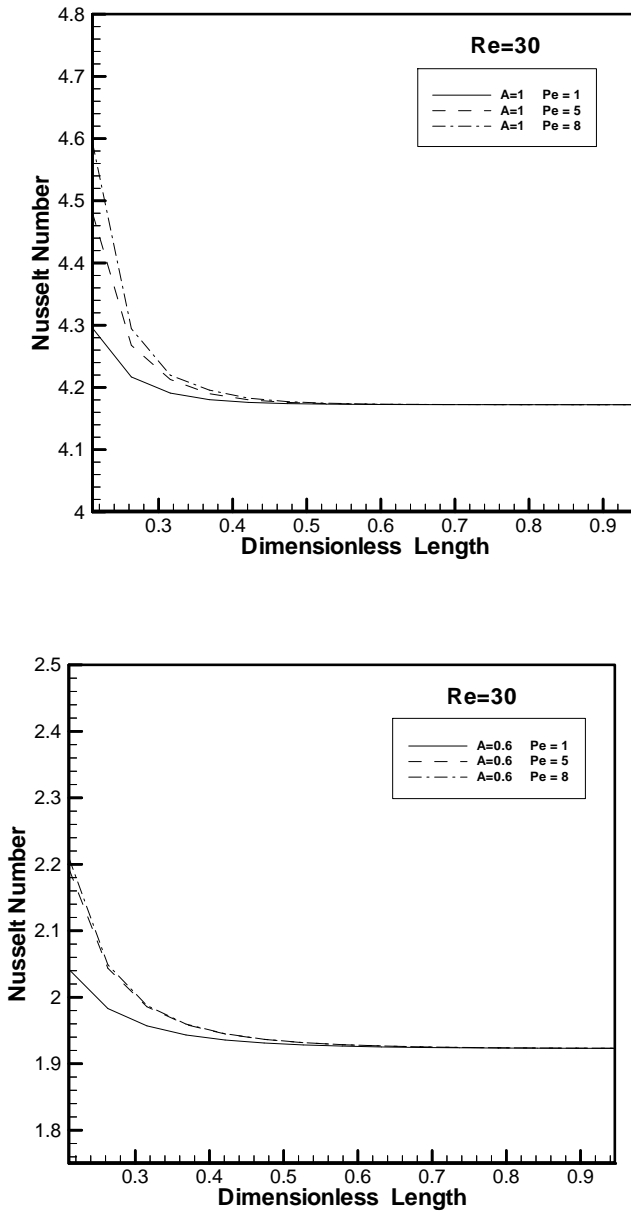 4.8
4.7
4.6
4.5
4.4
4.3
4.2
4.1
4
Nusselt Number
Re=30
A=1 Pe = 1
A=1 Pe = 5
A=1 Pe = 8
0.3 0.4 0.5 0.6 0.7 0.8 0.9
Dimensionless Length
2.5
2.4
2.3
2.2
2.1
2
1.9
1.8
Nusselt Number
Re=30
A=0.6 Pe = 1
A=0.6 Pe = 5
A=0.6 Pe = 8
0.3 0.4 0.5 0.6 0.7 0.8 0.9
Dimensionless Length